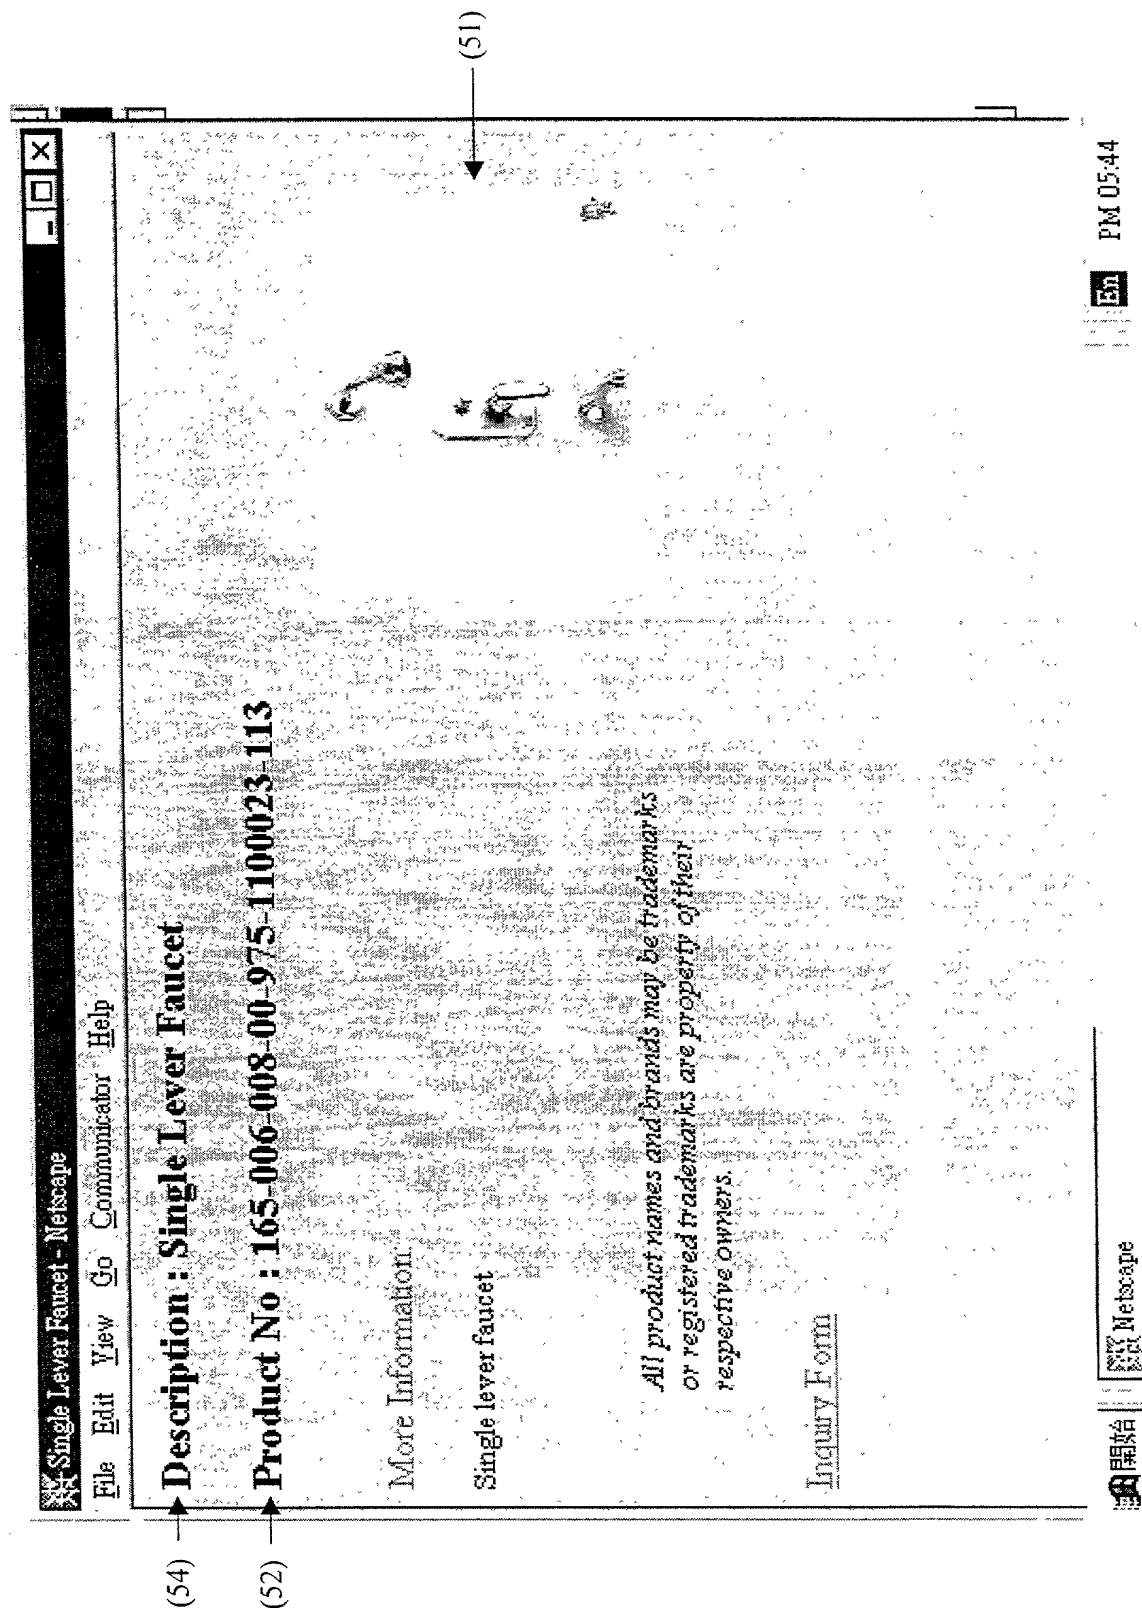 Single Lever Faucet - Netscape
File Edit View Go Communicator Help
(54)
Description : Single Lever Faucet
(52)
Product No : 165-006-008-00-975-1100023-113
More Information
Single lever faucet
(51)
All product names and brands may be trademarks
or registered trademarks are property of their
respective owners.
Inquiry Form
開始
Netscape
En
PM 05:44